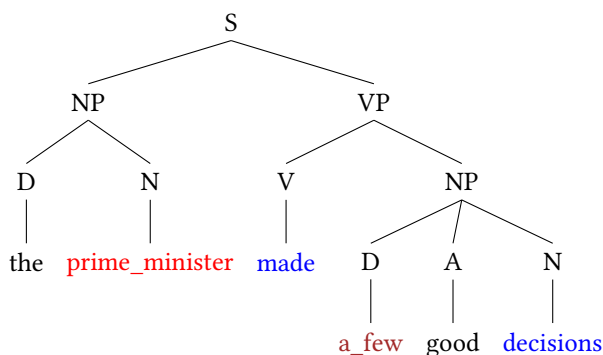 S
NP VP
D N V NP
the prime_minister made D A N
a_few good decisions